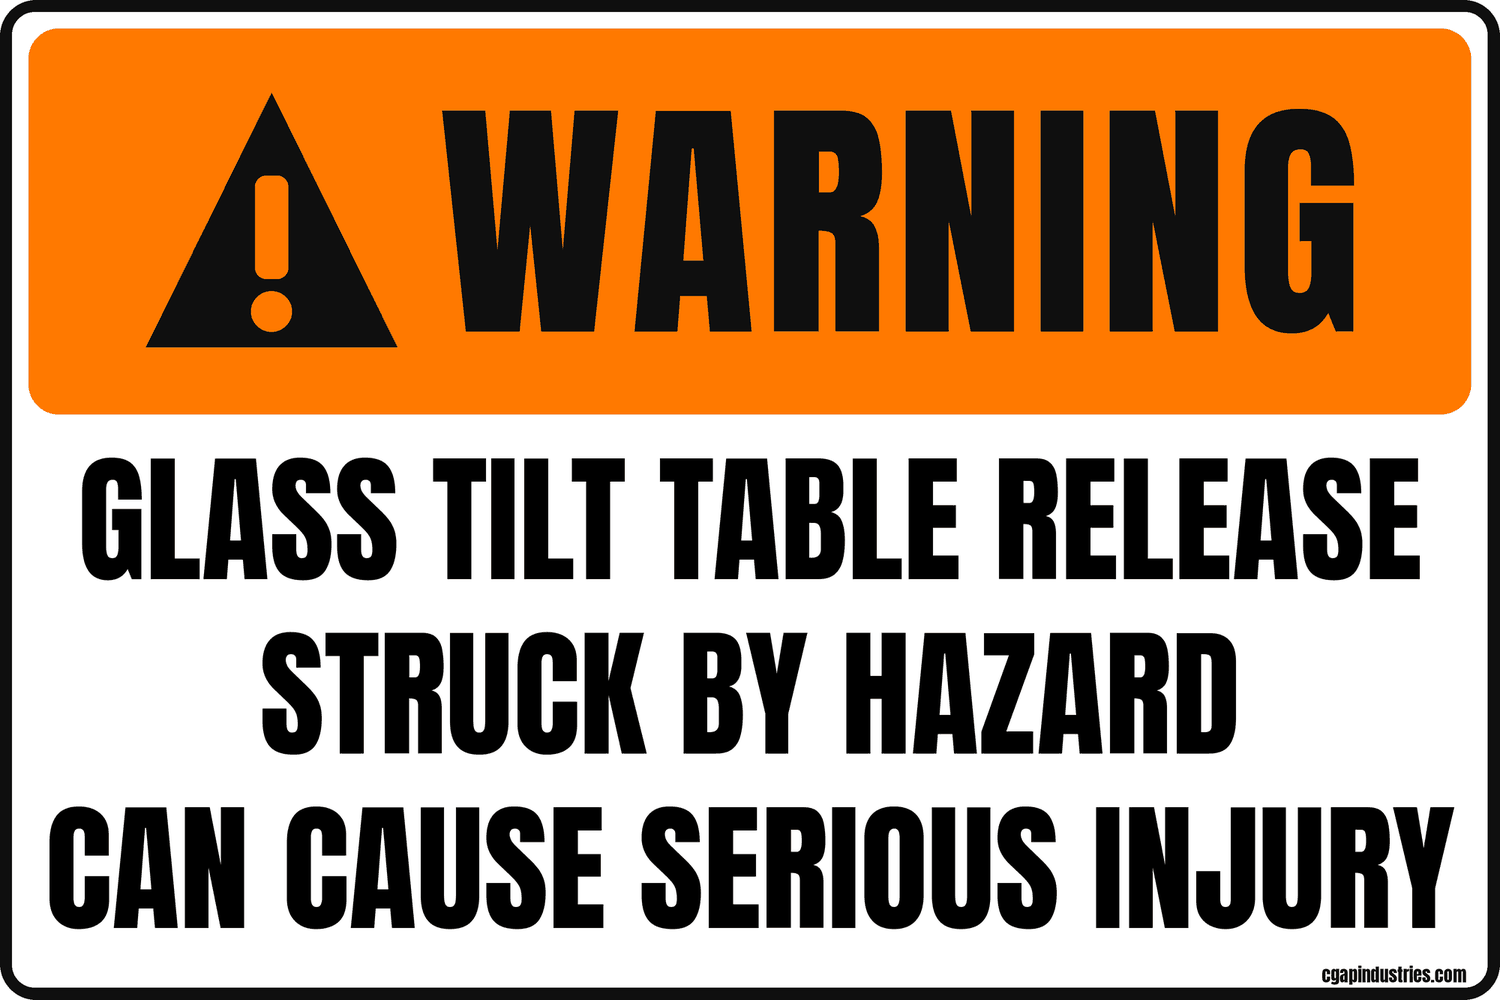 WARNING
GLASS TILT TABLE RELEASE
STRUCK BY HAZARD
CAN CAUSE SERIOUS INJURY
cgapindustries.com